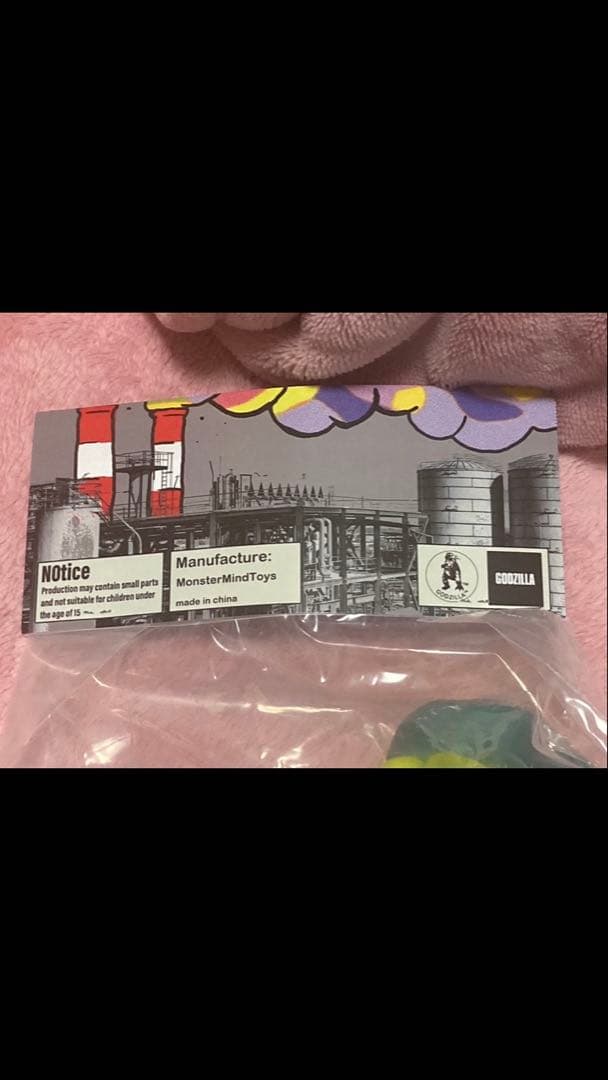 NOtice
Production may contain small parts
and not suitable for children under
the age of 15
Manufacture:
MonsterMindToys
made in china
GODZILLA
GODZILLA